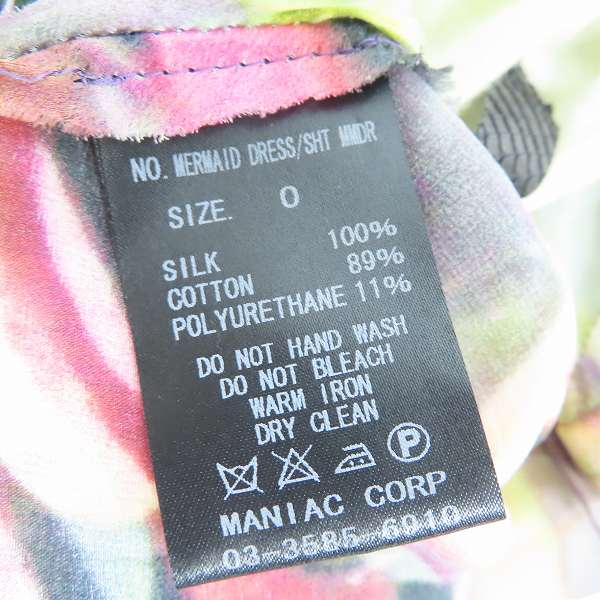 NO. MERMAID DRESS/SHT MMDR
SIZE. 0
100%
SILK 89%
COTTON 11%
POLYURETHANE
DO NOT HAND WASH
DO NOT BLEACH
WARM IRON
DRY CLEAN
P
MANIAC CORP
03-3585-6010